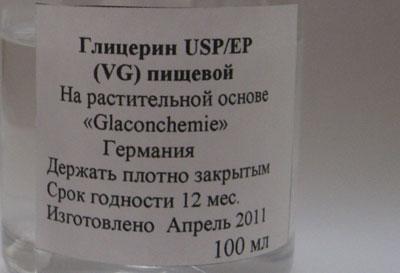 Глицерин USP/EP
(VG) пищевой
На растительной основе
«Glaconchemie»
Германия
Держать плотно закрытым
Срок годности 12 мес.
Изготовлено Апрель 2011
100 мл